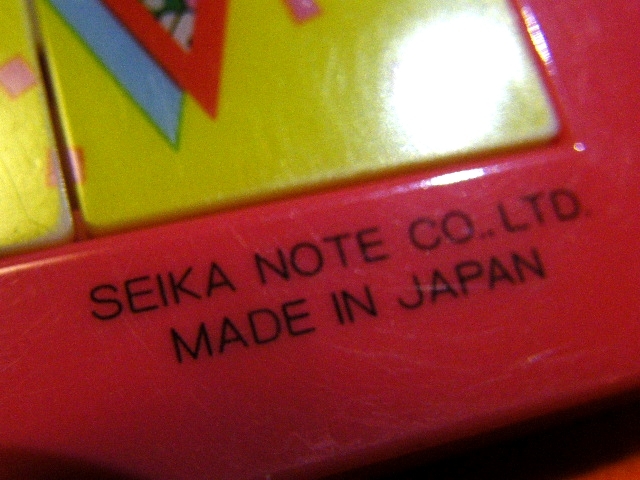 SEIKA NOTE CO., LTD.
MADE IN JAPAN